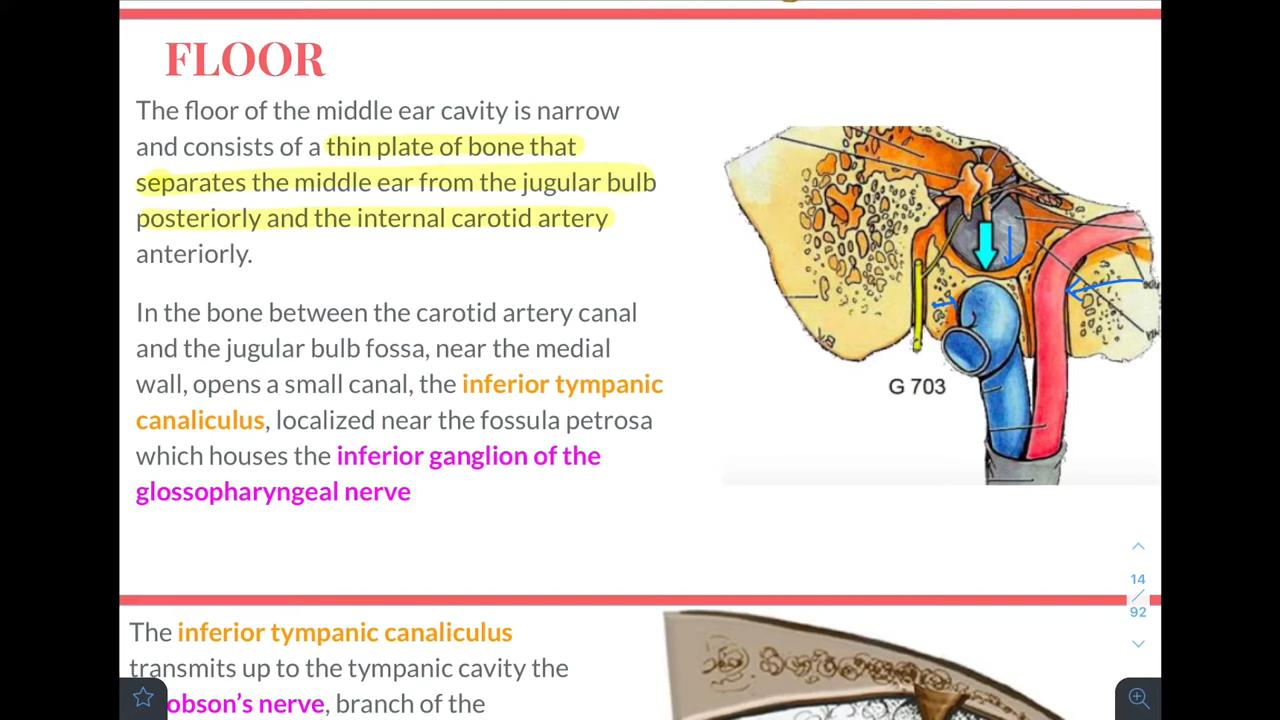 FLOOR
The floor of the middle ear cavity is narrow
and consists of a thin plate of bone that
separates the middle ear from the jugular bulb
posteriorly and the internal carotid artery
anteriorly.
In the bone between the carotid artery canal
and the jugular bulb fossa, near the medial
wall, opens a small canal, the inferior tympanic
canaliculus, localized near the fossula petrosa
which houses the inferior ganglion of the
glossopharyngeal nerve
G 703
14
92
The inferior tympanic canaliculus
transmits up to the tympanic cavity the
obson's nerve, branch of the